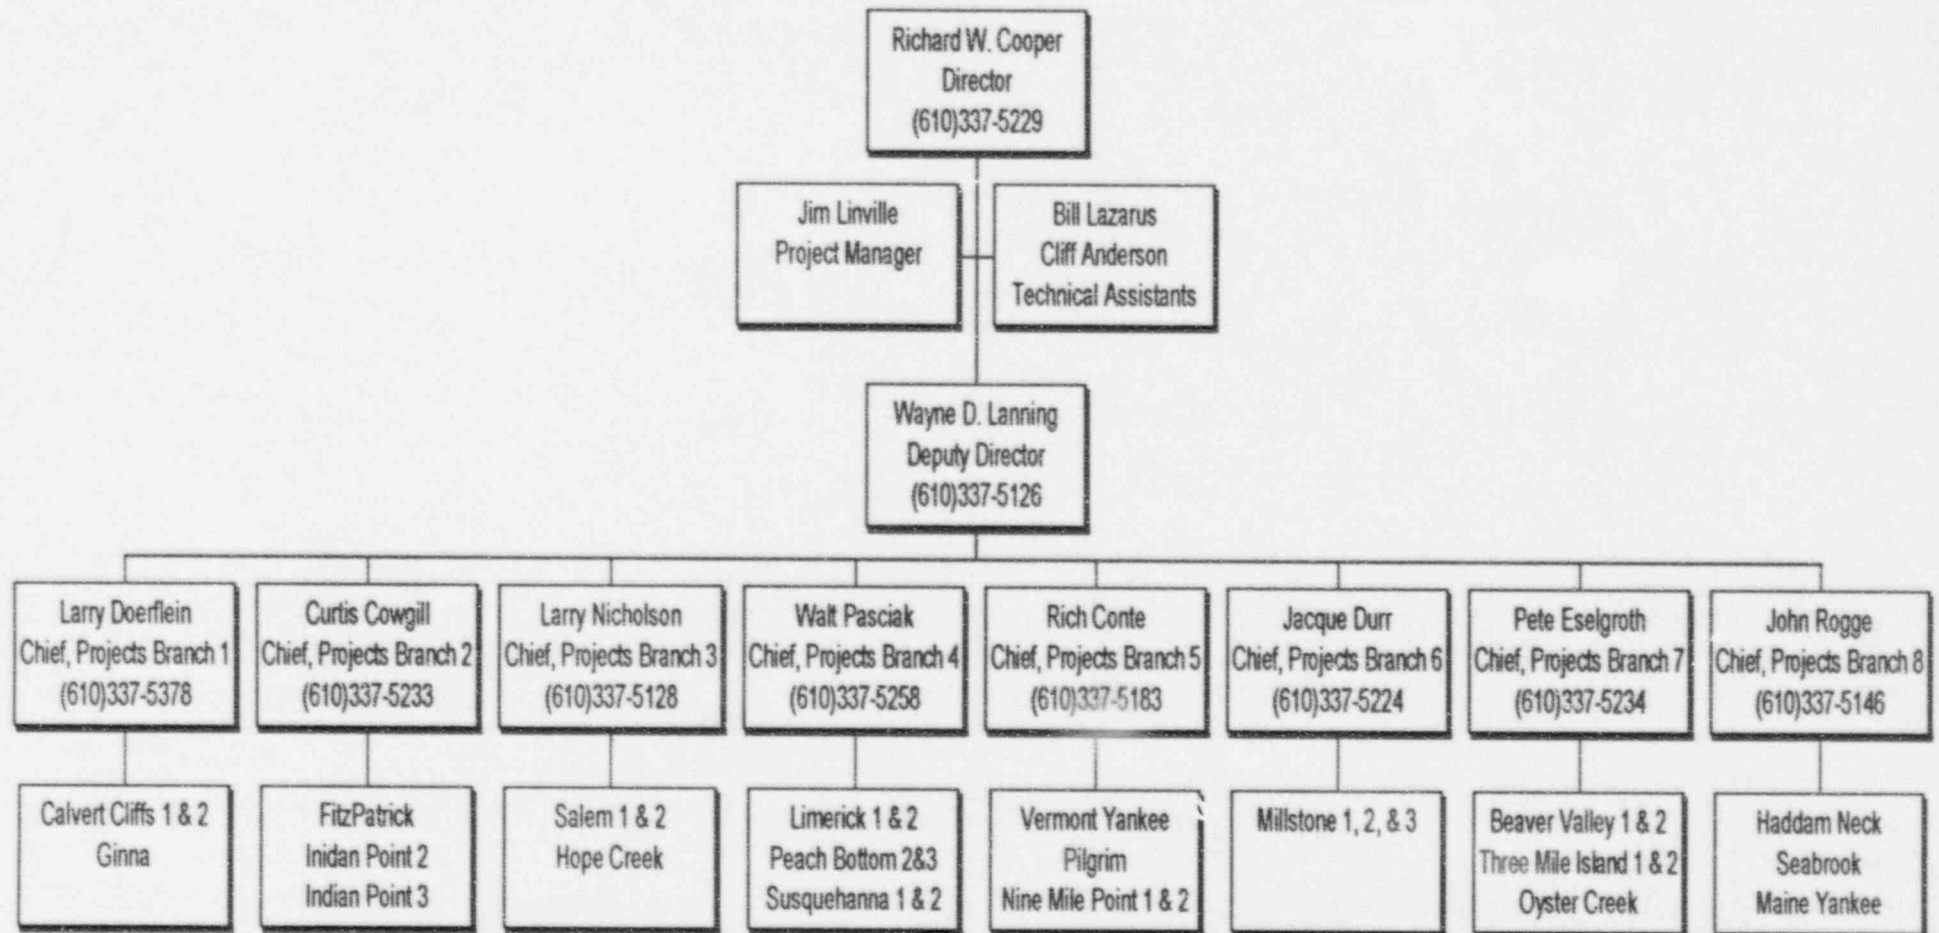 Richard W. Cooper
Director
(610)337-5229
Jim Linville
Project Manager
Bill Lazarus
Cliff Anderson
Technical Assistants
Wayne D. Lanning
Deputy Director
(610)337-5126
Larry Doerflein
Chief, Projects Branch 1
(610)337-5378
Curtis Cowgill
Chief, Projects Branch 2
(610)337-5233
Larry Nicholson
Chief, Projects Branch 3
(610)337-5128
Walt Pasciak
Chief, Projects Branch 4
(610)337-5258
Rich Conte
Chief, Projects Branch 5
(610)337-5183
Jacque Durr
Chief, Projects Branch 6
(610)337-5224
Pete Eselgroth
Chief, Projects Branch 7
(610)337-5234
John Rogge
Chief, Projects Branch 8
(610)337-5146
Calvert Cliffs 1 & 2
Ginna
FitzPatrick
Inidan Point 2
Indian Point 3
Salem 1 & 2
Hope Creek
Limerick 1 & 2
Peach Bottom 2&3
Susquehanna 1 & 2
Vermont Yankee
Pilgrim
Nine Mile Point 1 & 2
Millstone 1, 2, & 3
Beaver Valley 1 & 2
Three Mile Island 1 & 2
Oyster Creek
Haddam Neck
Seabrook
Maine Yankee